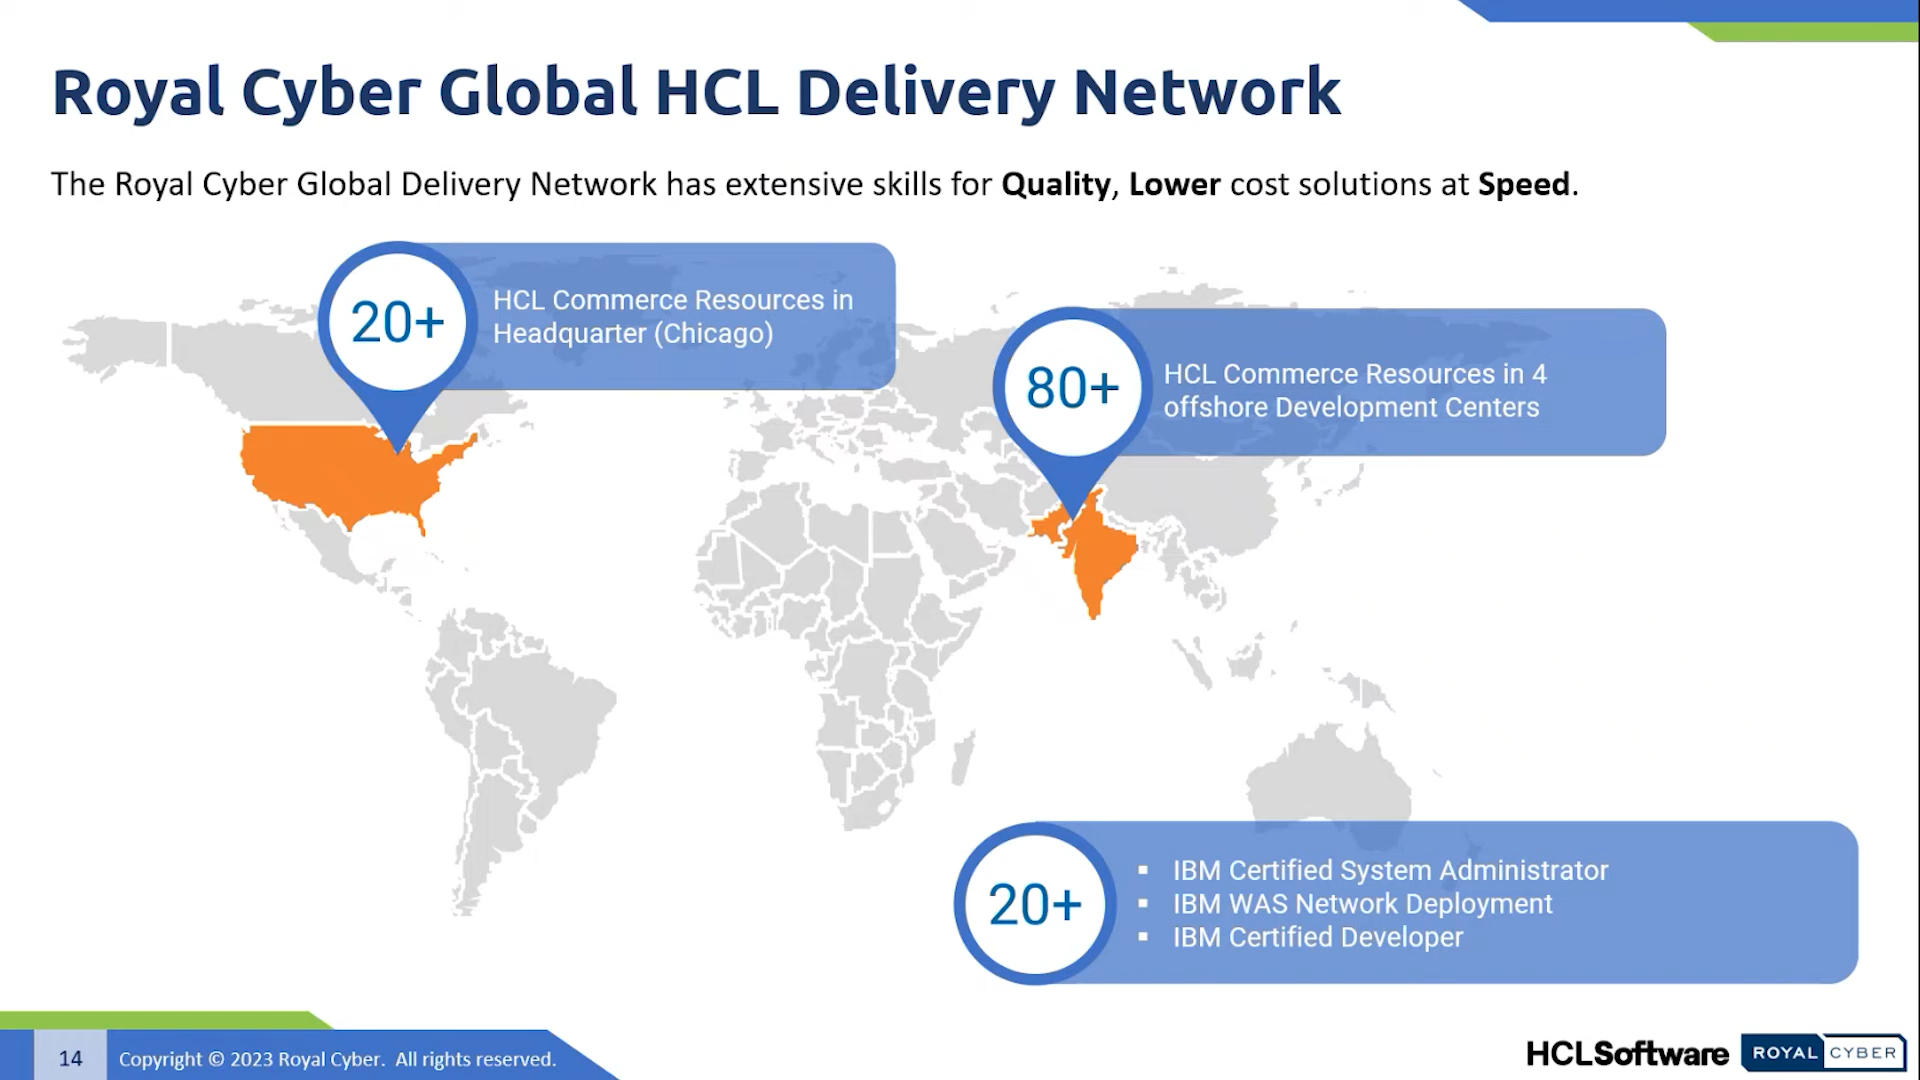 Royal Cyber Global HCL Delivery Network
The Royal Cyber Global Delivery Network has extensive skills for Quality, Lower cost solutions at Speed.
20+
HCL Commerce Resources in
Headquarter (Chicago)
80+
HCL Commerce Resources in 4
offshore Development Centers
20+
▪ IBM Certified System Administrator
▪ IBM WAS Network Deployment
▪ IBM Certified Developer
14
Copyright © 2023 Royal Cyber. All rights reserved.
HCLSoftware
ROYAL CYBER